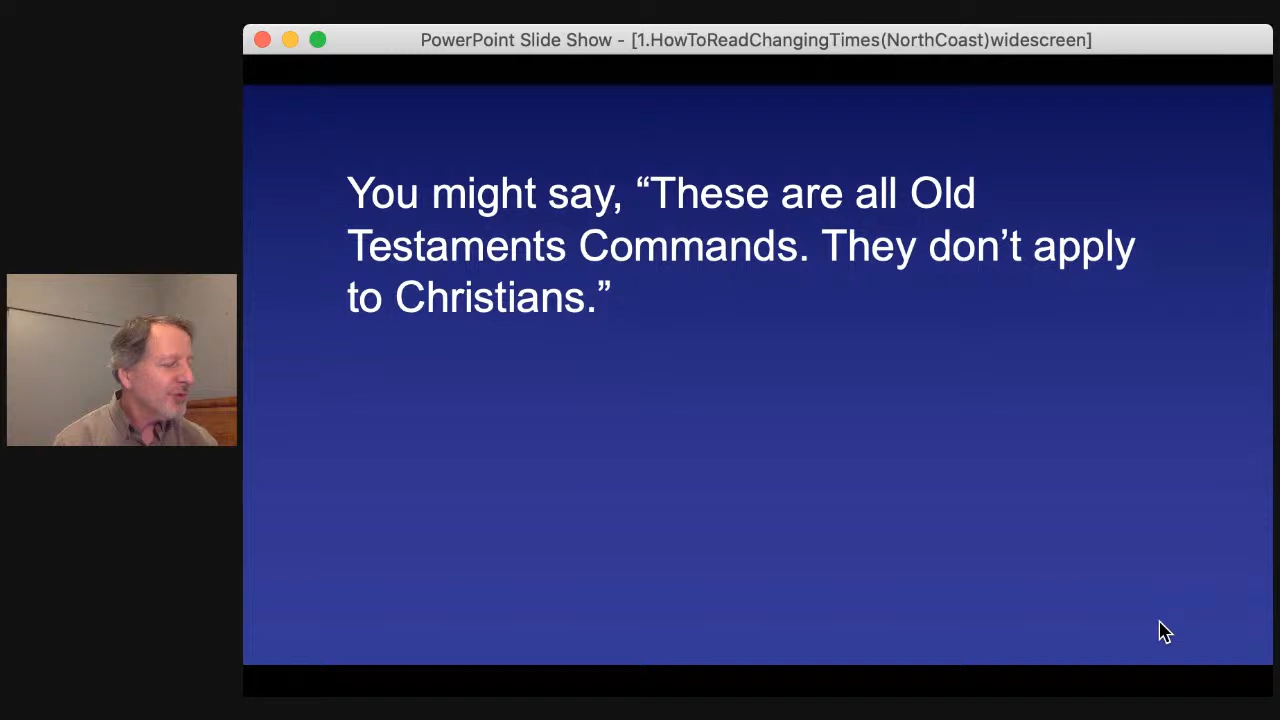 PowerPoint Slide Show - [1.HowToReadChangingTimes(NorthCoast)widescreen]
You might say, “These are all Old
Testaments Commands. They don’t apply
to Christians.”